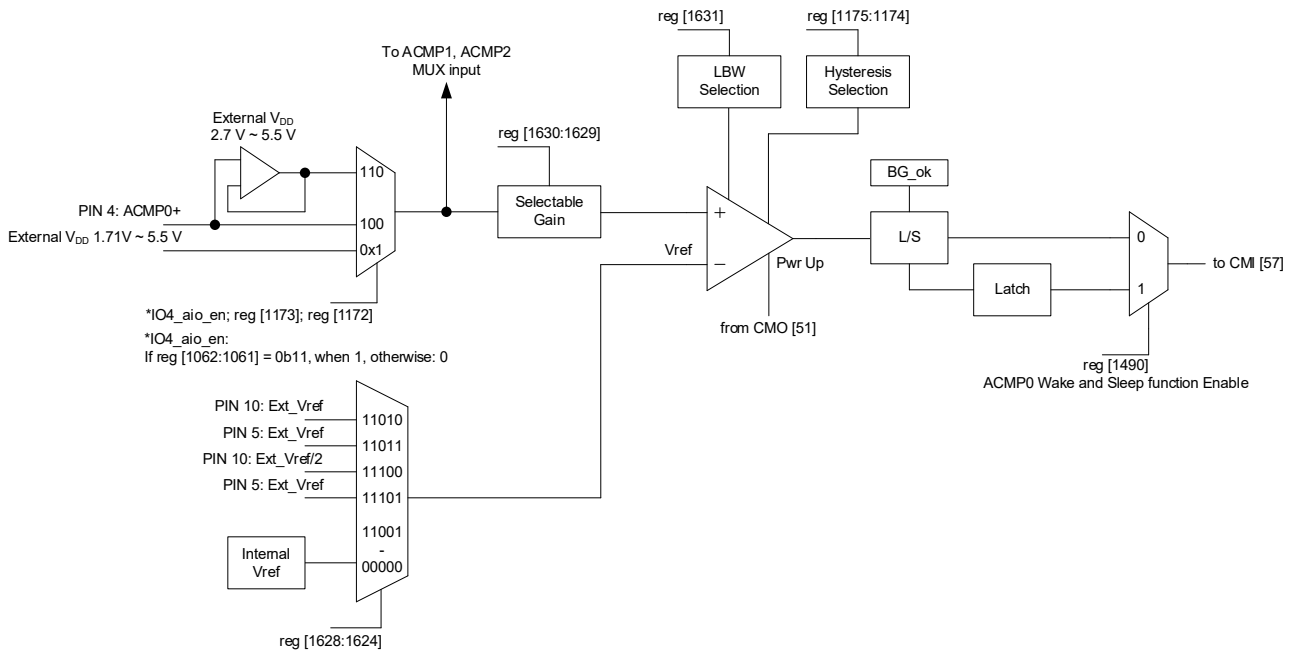 reg [1631]
reg [1175:1174]
To ACMP1, ACMP2
MUX input
LBW
Selection
Hysteresis
Selection
External VDD
2.7 V ~ 5.5 V
reg [1630:1629]
110
BG_ok
Selectable
Gain
PIN 4: ACMP0+
100
+
External VDD 1.71V ~ 5.5 V
0x1
L/S
0
Vref
−
Pwr Up
to CMI [57]
Latch
1
*IO4_aio_en; reg [1173]; reg [1172]
from CMO [51]
*IO4_aio_en:
If reg [1062:1061] = 0b11, when 1, otherwise: 0
reg [1490]
ACMP0 Wake and Sleep function Enable
PIN 10: Ext_Vref
11010
PIN 5: Ext_Vref
11011
PIN 10: Ext_Vref/2
11100
PIN 5: Ext_Vref
11101
11001
-
00000
Internal
Vref
reg [1628:1624]